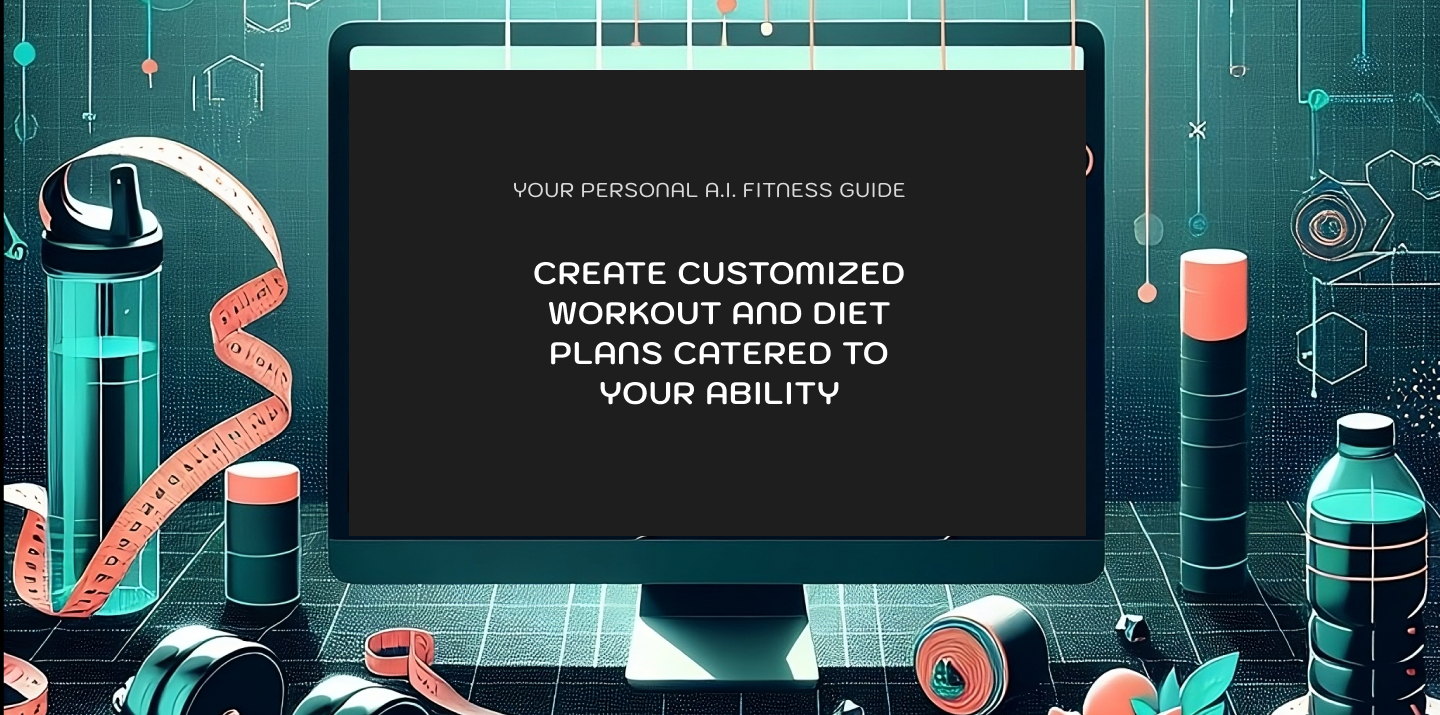 YOUR PERSONAL A.I. FITNESS GUIDE
CREATE CUSTOMIZED
WORKOUT AND DIET
PLANS CATERED TO
YOUR ABILITY